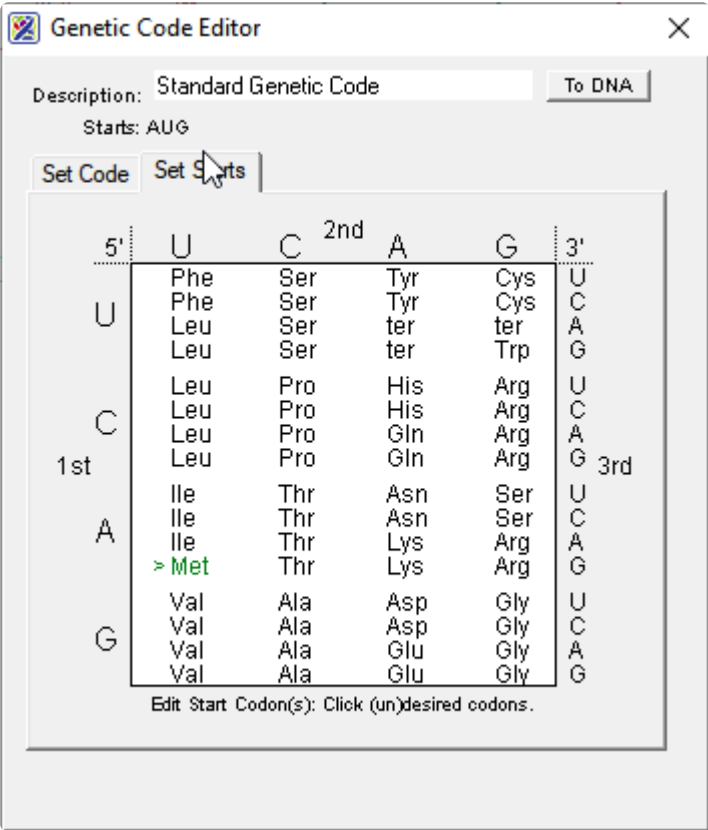 Genetic Code Editor
Description: Standard Genetic Code To DNA
Starts: AUG
Set Code Set Starts
2nd
5' U C A G 3'
Phe Ser Tyr Cys U
Phe Ser Tyr Cys C
U
Leu Ser ter ter A
Leu Ser ter Trp G
Leu Pro His Arg U
Leu Pro His Arg C
C
Leu Pro Gln Arg A
Leu Pro Gln Arg G
1st 3rd
Ile Thr Asn Ser U
Ile Thr Asn Ser C
A
Ile Thr Lys Arg A
> Met Thr Lys Arg G
Val Ala Asp Gly U
Val Ala Asp Gly C
G
Val Ala Glu Gly A
Val Ala Glu Gly G
Edit Start Codon(s): Click (un)desired codons.